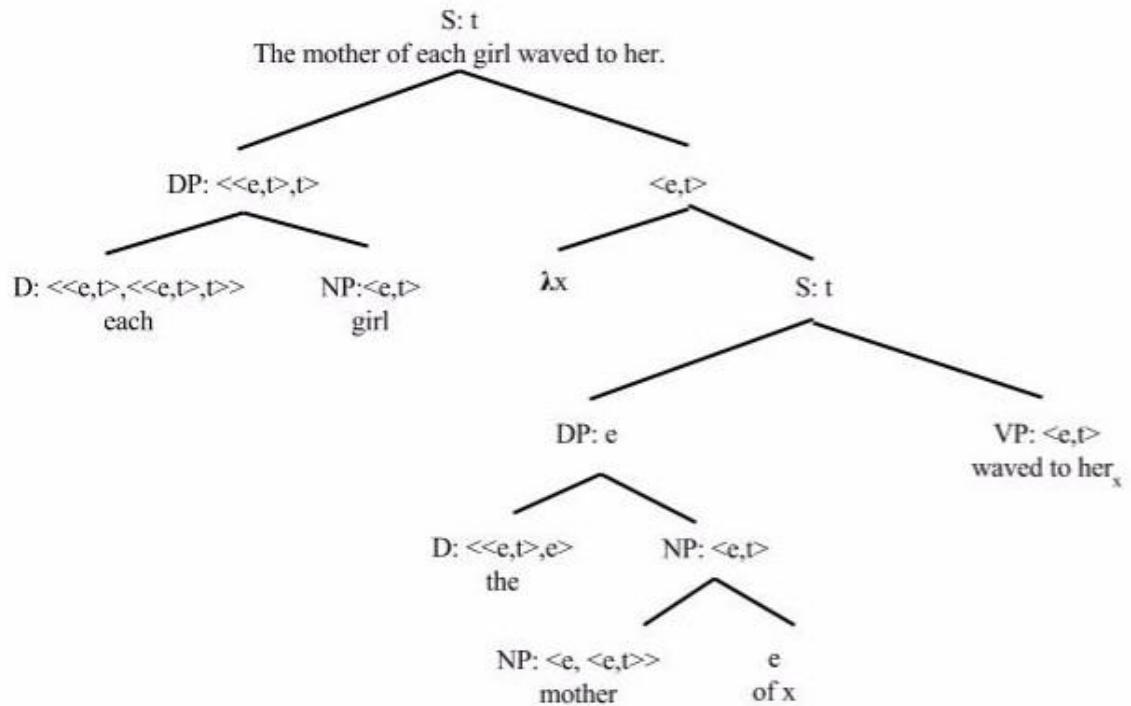 S: t
The mother of each girl waved to her.
DP: <<e,t>,t>
<e,t>
D: <<e,t>,<<e,t>,t>>
each
NP:<e,t>
girl
λx
S: t
DP: e
VP: <e,t>
waved to herₓ
D: <<e,t>,e>
the
NP: <e,t>
NP: <e, <e,t>>
mother
e
of x